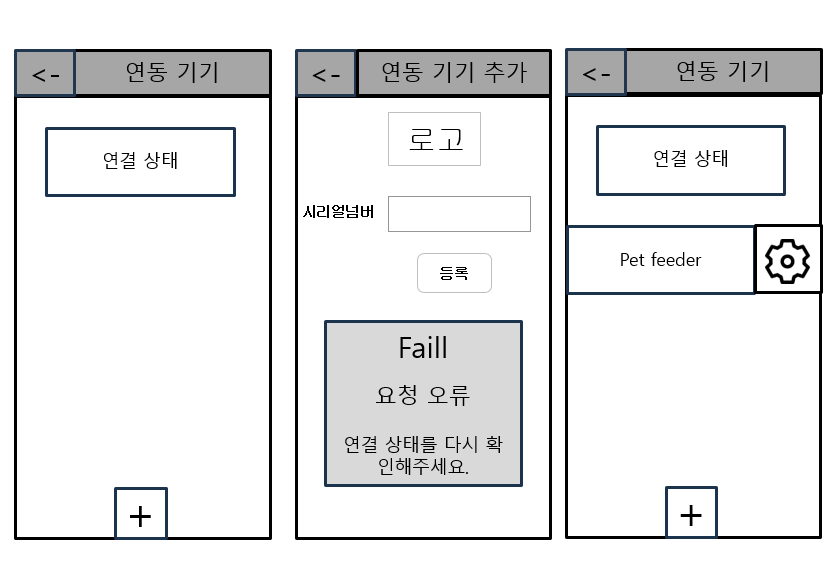 <- 연동 기기
연결 상태
+
<- 연동 기기 추가
로고
시리얼넘버
등록
Faill
요청 오류
연결 상태를 다시 확
인해주세요.
<- 연동 기기
연결 상태
Pet feeder
+